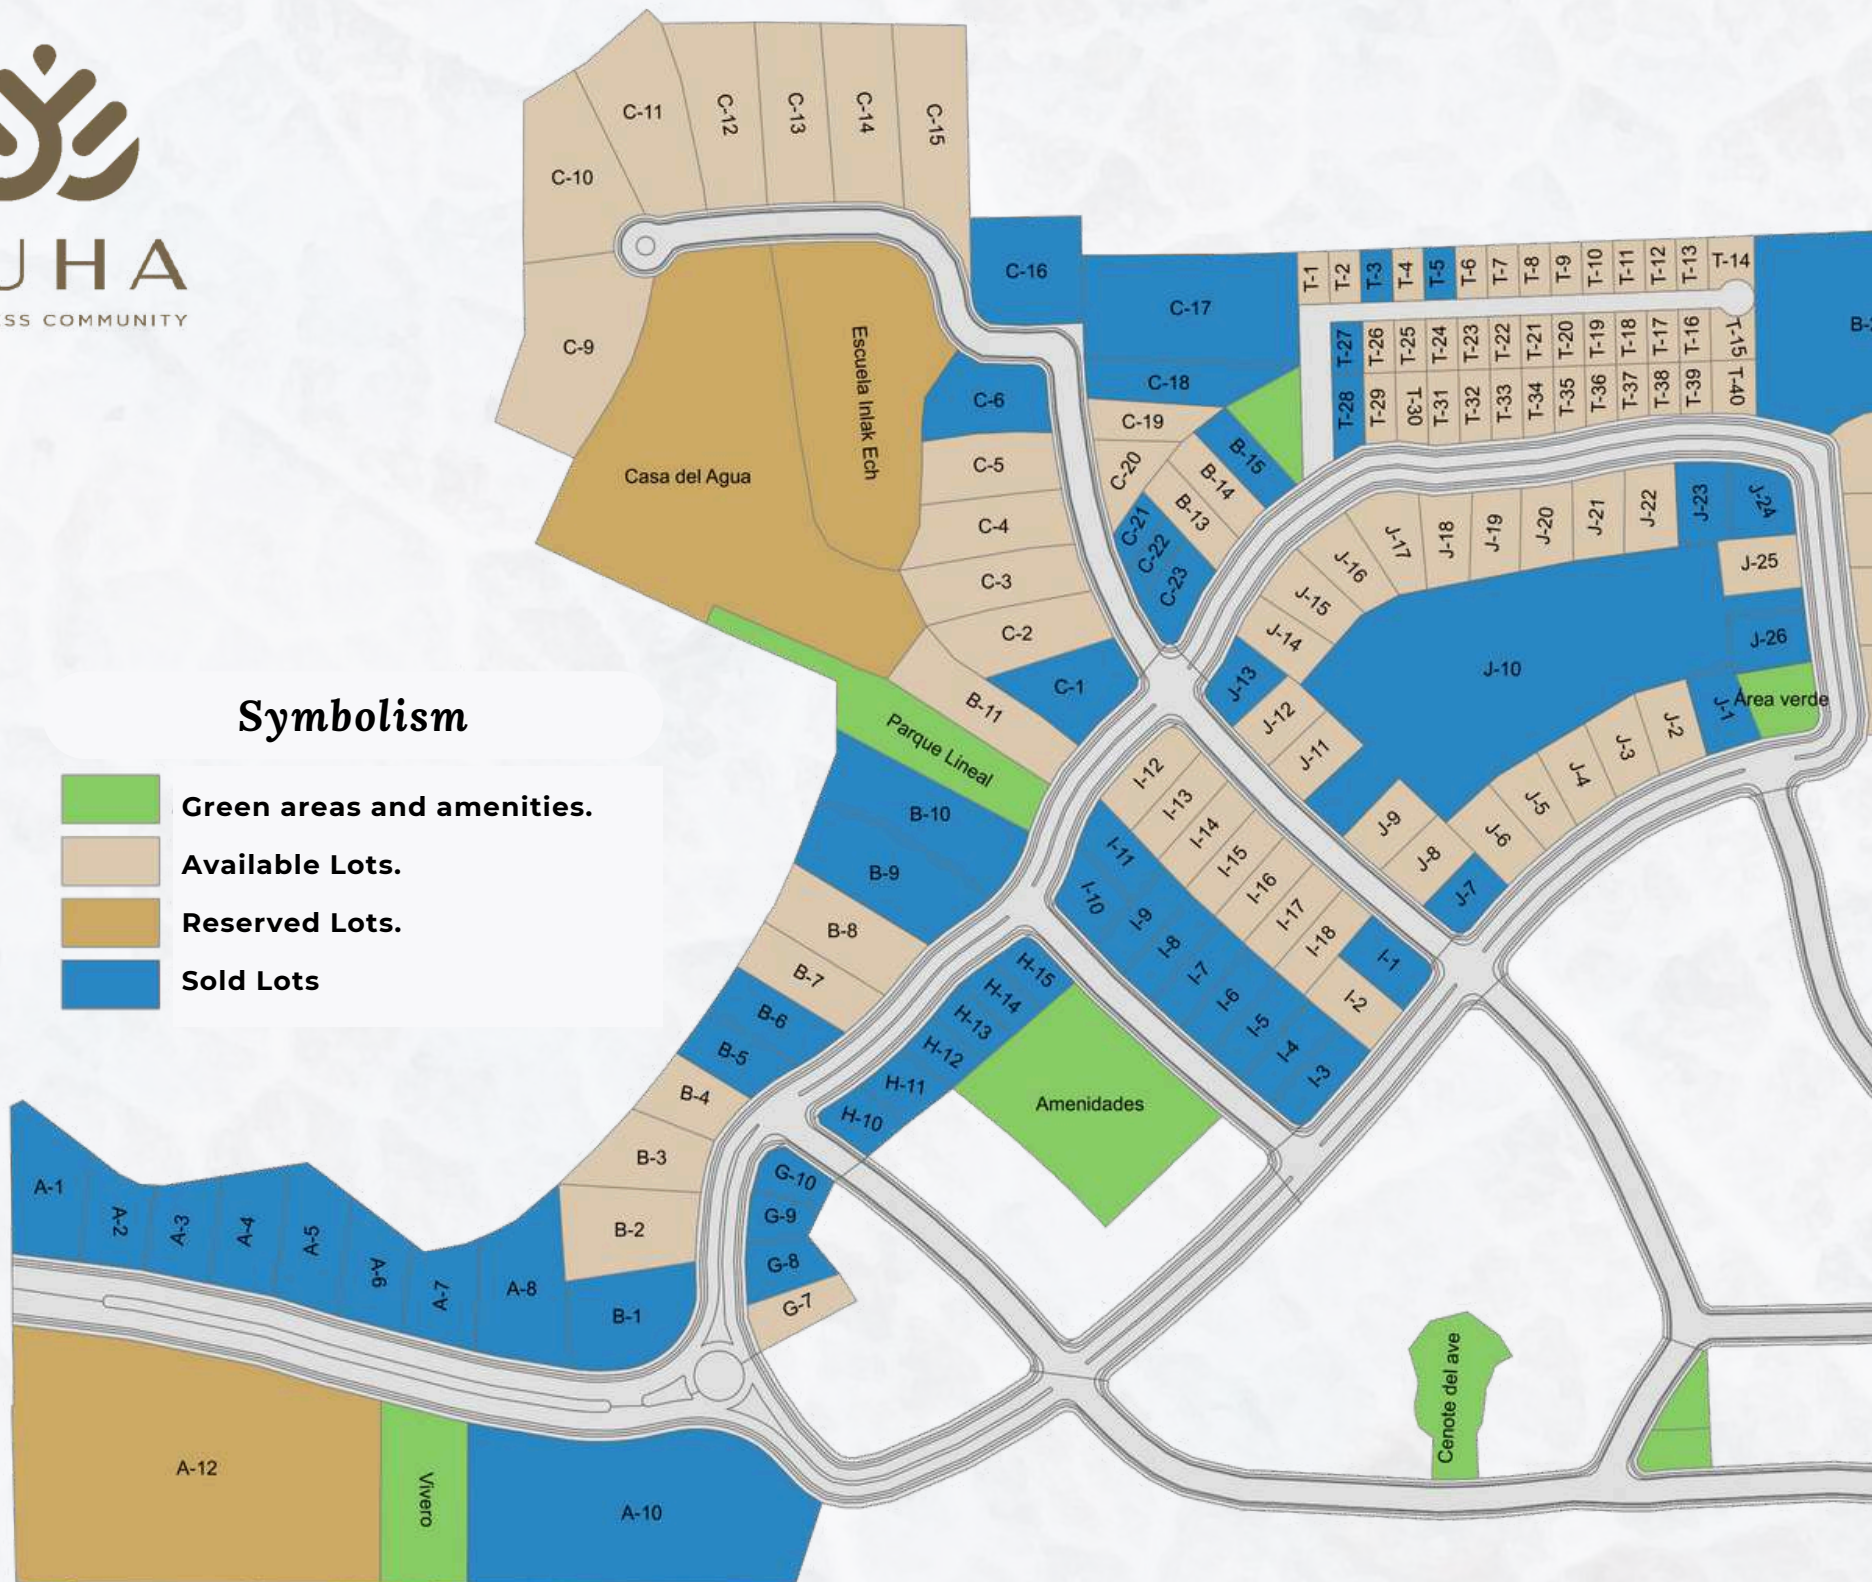 UHA
SS COMMUNITY
Symbolism
Green areas and amenities.
Available Lots.
Reserved Lots.
Sold Lots
C-9
C-10
C-11
C-12
C-13
C-14
C-15
C-16
C-17
C-18
C-19
C-20
C-21
C-22
C-23
C-6
C-5
C-4
C-3
C-2
C-1
Casa del Agua
Escuela Inlak Ech
Parque Lineal
T-1
T-2
T-3
T-4
T-5
T-6
T-7
T-8
T-9
T-10
T-11
T-12
T-13
T-14
T-27
T-26
T-25
T-24
T-23
T-22
T-21
T-20
T-19
T-18
T-17
T-16
T-15
T-28
T-29
T-30
T-31
T-32
T-33
T-34
T-35
T-36
T-37
T-38
T-39
T-40
B-15
B-14
B-13
B-11
B-10
B-9
B-8
B-7
B-6
B-5
B-4
B-3
B-2
B-1
J-17
J-18
J-19
J-20
J-21
J-22
J-23
J-24
J-25
J-26
J-16
J-15
J-14
J-13
J-12
J-11
J-10
J-9
J-8
J-7
J-6
J-5
J-4
J-3
J-2
J-1
Área verde
I-12
I-13
I-14
I-15
I-16
I-17
I-18
I-1
I-2
I-11
I-10
I-9
I-8
I-7
I-6
I-5
I-4
I-3
H-15
H-14
H-13
H-12
H-11
H-10
Amenidades
G-10
G-9
G-8
G-7
A-1
A-2
A-3
A-4
A-5
A-6
A-7
A-8
A-12
Vivero
A-10
Cenote del ave